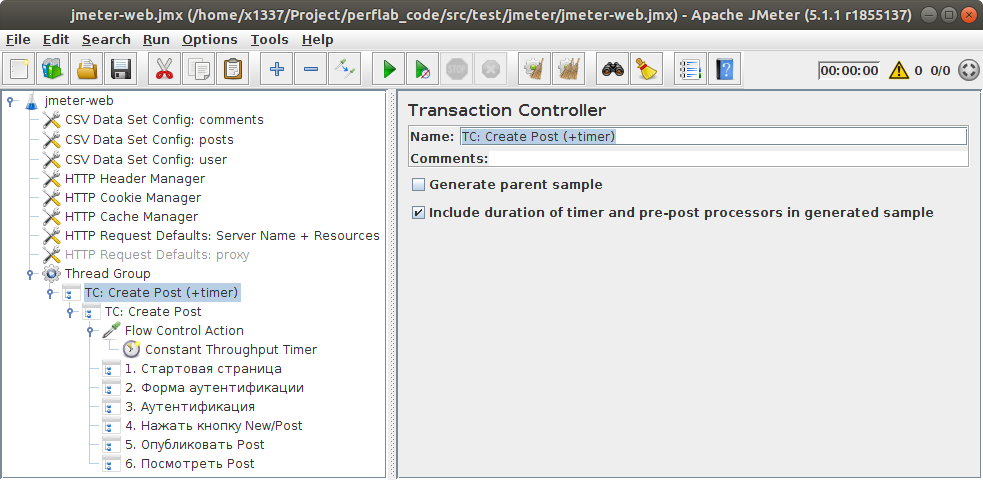 jmeter-web.jmx (/home/x1337/Project/perflab_code/src/test/jmeter/jmeter-web.jmx) - Apache JMeter (5.1.1 r1855137)
File Edit Search Run Options Tools Help
STOP 00:00:00 0 0/0
jmeter-web
CSV Data Set Config: comments
CSV Data Set Config: posts
CSV Data Set Config: user
HTTP Header Manager
HTTP Cookie Manager
HTTP Cache Manager
HTTP Request Defaults: Server Name + Resources
HTTP Request Defaults: proxy
Thread Group
TC: Create Post (+timer)
TC: Create Post
Flow Control Action
Constant Throughput Timer
1. Стартовая страница
2. Форма аутентификации
3. Аутентификация
4. Нажать кнопку New/Post
5. Опубликовать Post
6. Посмотреть Post
Transaction Controller
Name: TC: Create Post (+timer)
Comments:
Generate parent sample
Include duration of timer and pre-post processors in generated sample